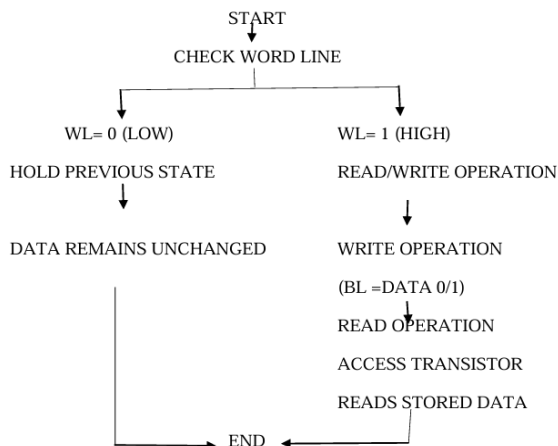 START
CHECK WORD LINE
WL= 0 (LOW)
HOLD PREVIOUS STATE
DATA REMAINS UNCHANGED
WL= 1 (HIGH)
READ/WRITE OPERATION
WRITE OPERATION
(BL =DATA 0/1)
READ OPERATION
ACCESS TRANSISTOR
READS STORED DATA
END